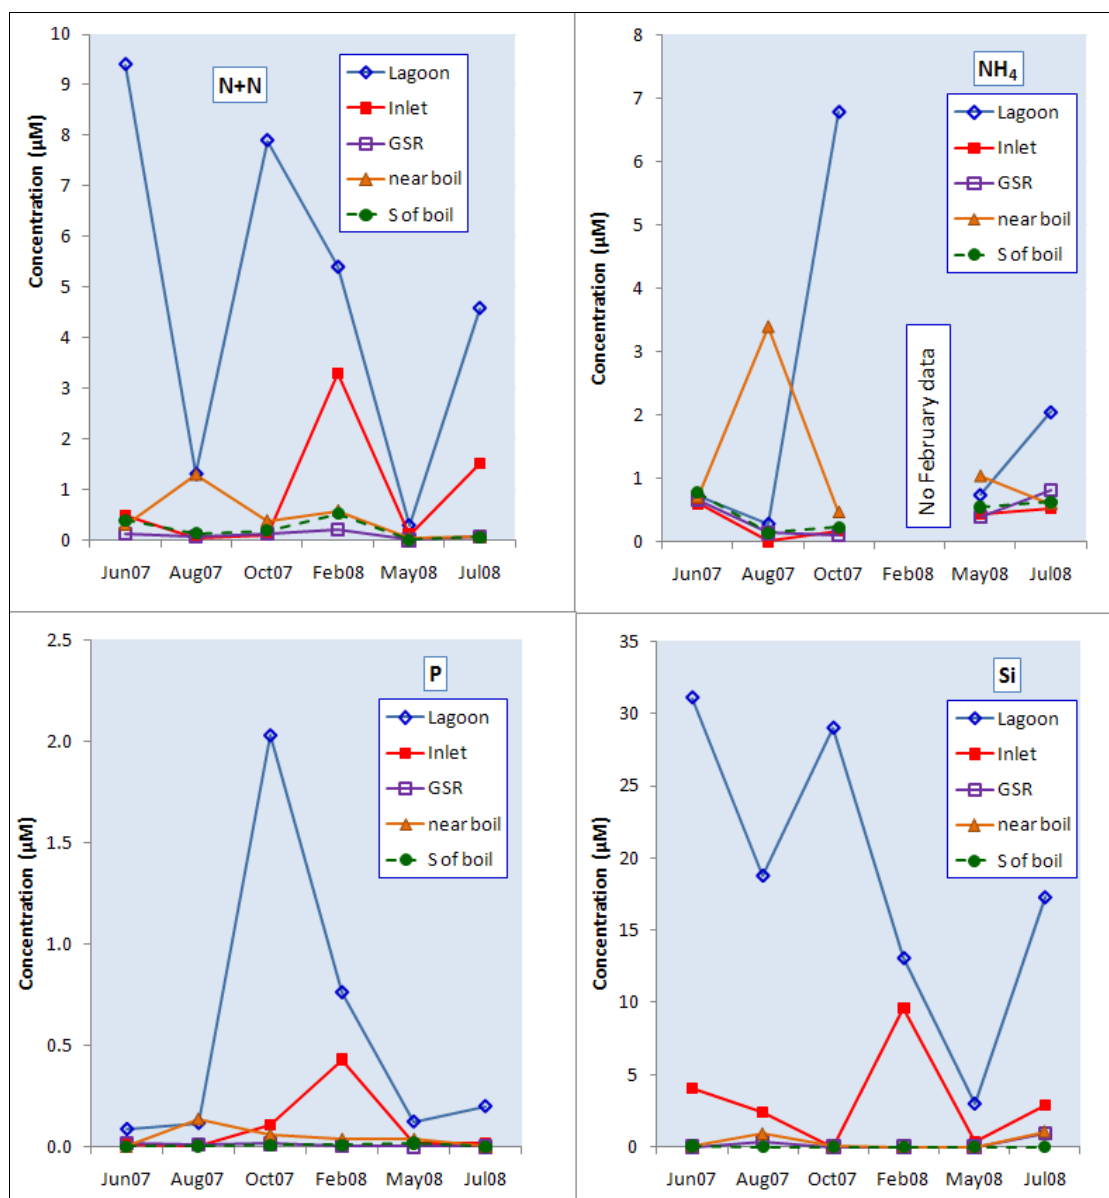 10
9
8
7
6
5
4
3
2
1
0
Concentration (µM)
N+N
Lagoon
Inlet
GSR
near boil
S of boil
Jun07 Aug07 Oct07 Feb08 May08 Jul08
8
7
6
5
4
3
2
1
0
Concentration (µM)
NH₄
Lagoon
Inlet
GSR
near boil
S of boil
No February data
Jun07 Aug07 Oct07 Feb08 May08 Jul08
2.5
2.0
1.5
1.0
0.5
0.0
Concentration (µM)
P
Lagoon
Inlet
GSR
near boil
S of boil
Jun07 Aug07 Oct07 Feb08 May08 Jul08
35
30
25
20
15
10
5
0
Concentration (µM)
Si
Lagoon
Inlet
GSR
near boil
S of boil
Jun07 Aug07 Oct07 Feb08 May08 Jul08